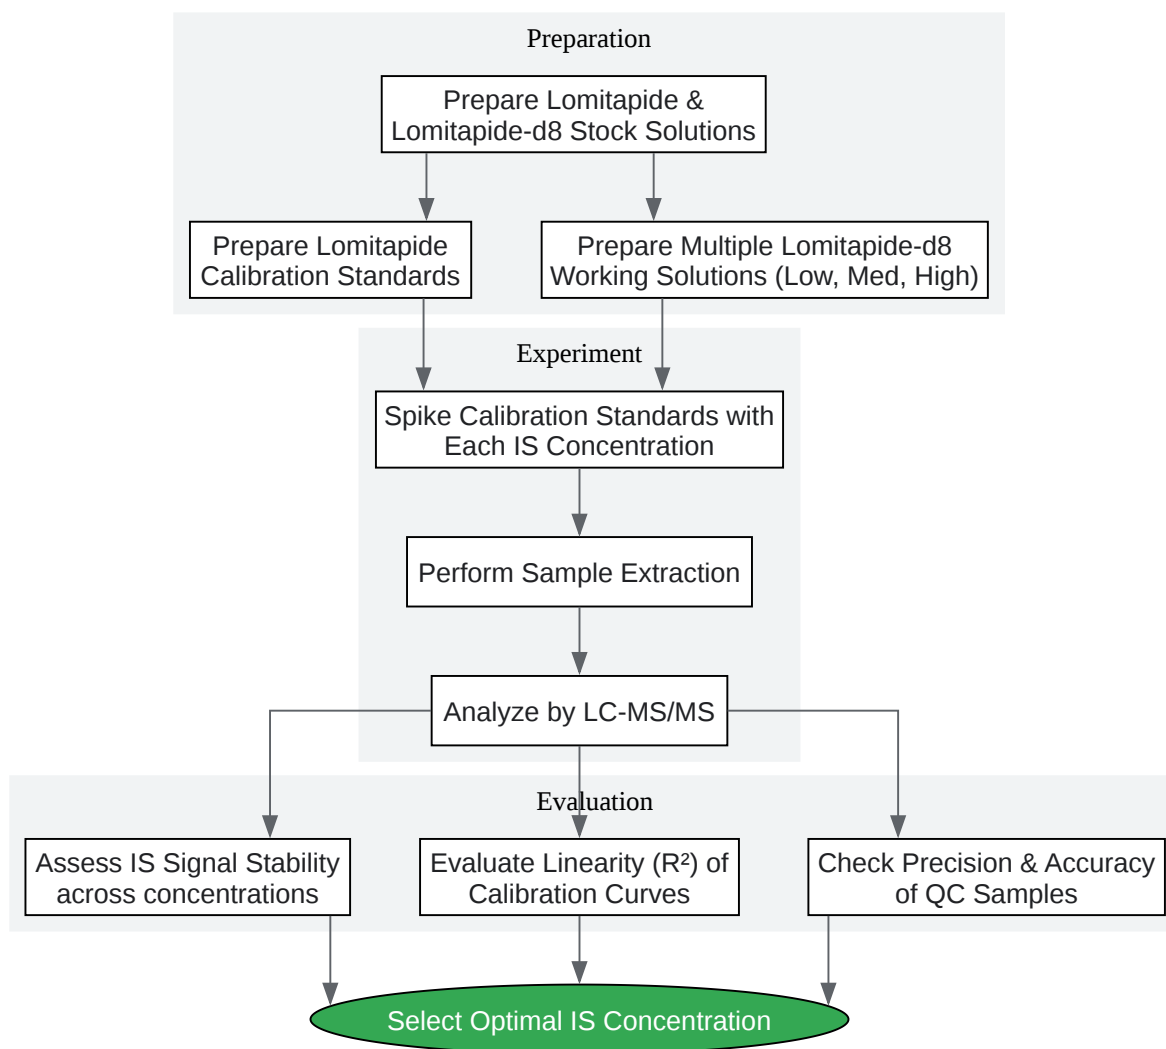 Preparation
Prepare Lomitapide &
Lomitapide-d8 Stock Solutions
Prepare Lomitapide
Calibration Standards
Prepare Multiple Lomitapide-d8
Working Solutions (Low, Med, High)
Experiment
Spike Calibration Standards with
Each IS Concentration
Perform Sample Extraction
Analyze by LC-MS/MS
Evaluation
Assess IS Signal Stability
across concentrations
Evaluate Linearity (R²) of
Calibration Curves
Check Precision & Accuracy
of QC Samples
Select Optimal IS Concentration